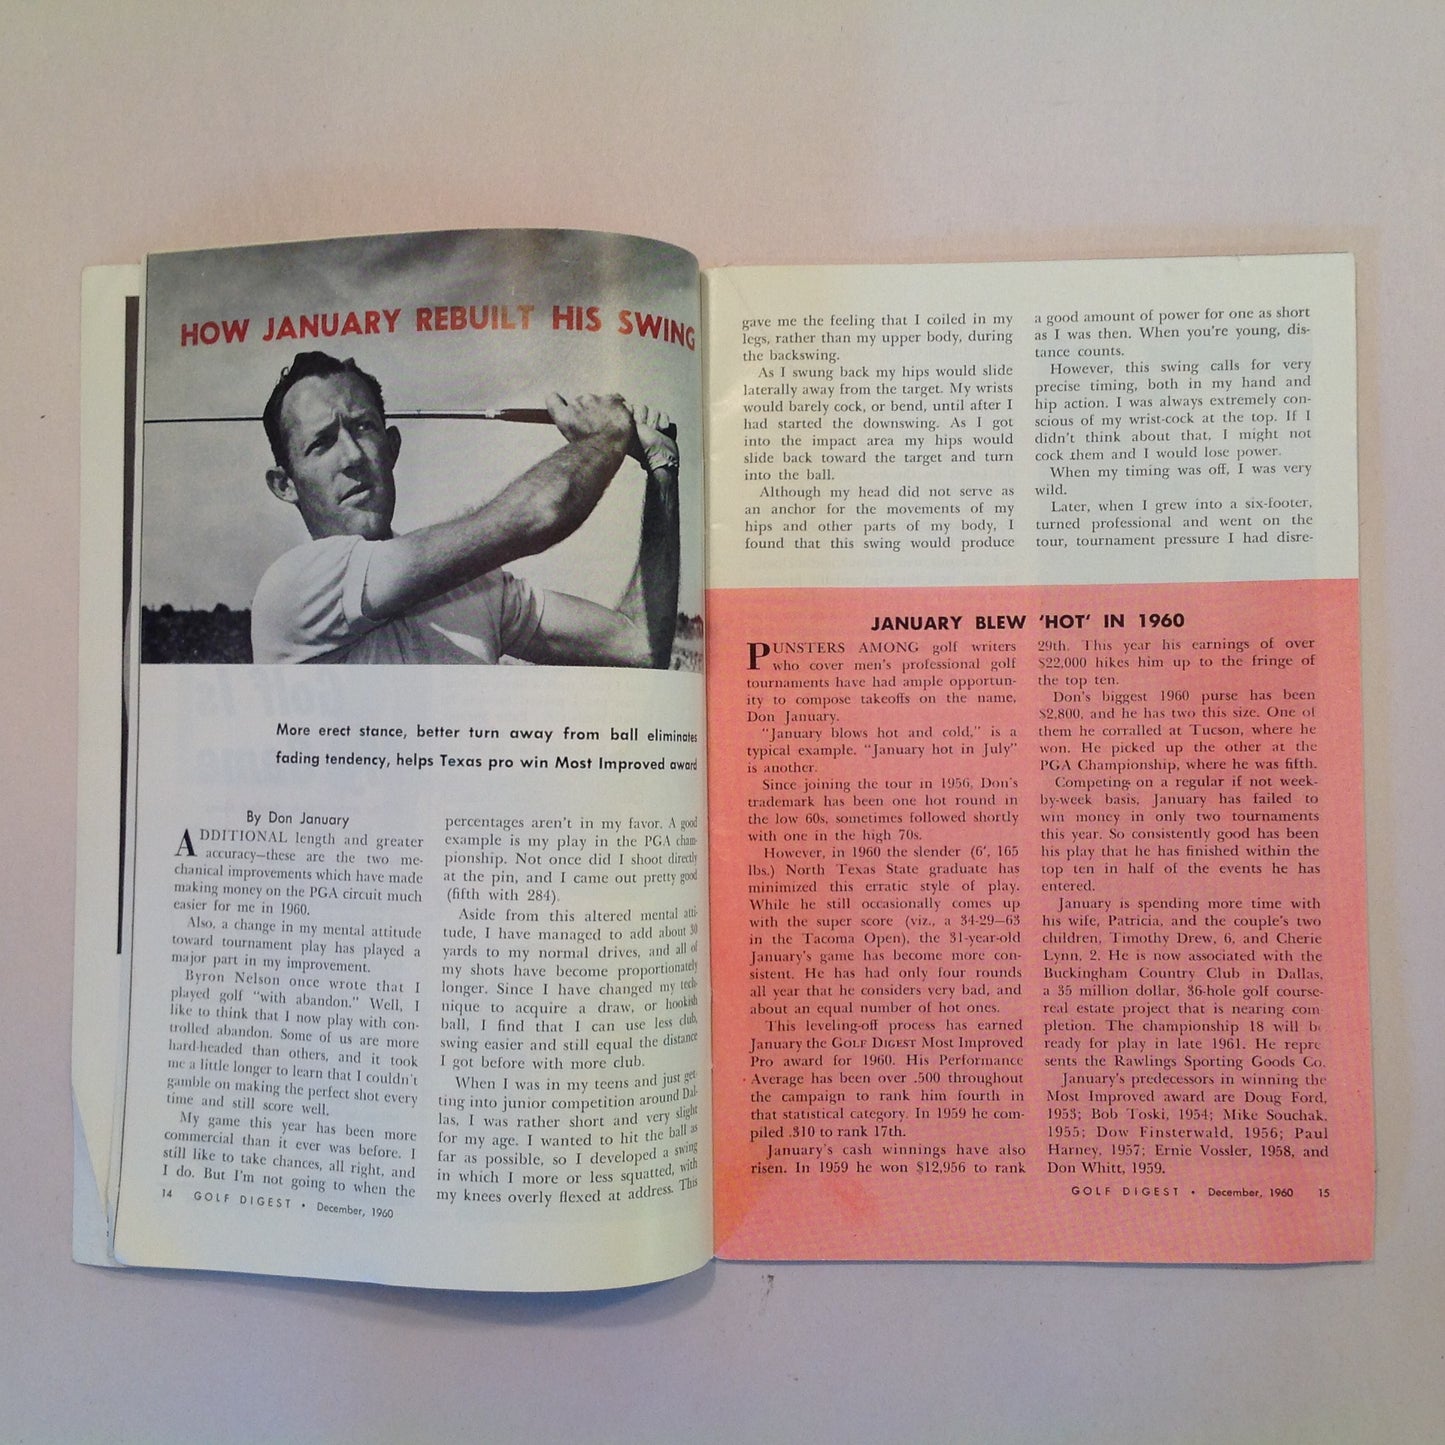 HOW JANUARY REBUILT HIS SWING
More erect stance, better turn away from ball eliminates
fading tendency, helps Texas pro win Most Improved award
By Don January
ADDITIONAL length and greater
accuracy—these are the two me-
chanical improvements which have made
making money on the PGA circuit much
easier for me in 1960.
Also, a change in my mental attitude
toward tournament play has played a
major part in my improvement.
Byron Nelson once wrote that I
played golf "with abandon." Well, I
like to think that I now play with con-
trolled abandon. Some of us are more
hard-headed than others, and it took
me a little longer to learn that I couldn't
gamble on making the perfect shot every
time and still score well.
My game this year has been more
commercial than it ever was before. I
still like to take chances, all right, and
I do. But I'm not going to when the
14 GOLF DIGEST • December, 1960
percentages aren't in my favor. A good
example is my play in the PGA cham-
pionship. Not once did I shoot directly
at the pin, and I came out pretty good
(fifth with 284).
Aside from this altered mental atti-
tude, I have managed to add about 30
yards to my normal drives, and all of
my shots have become proportionately
longer. Since I have changed my tech-
nique to acquire a draw, or hookish
ball, I find that I can use less club,
swing easier and still equal the distance
I got before with more club.
When I was in my teens and just get-
ting into junior competition around Dal-
las, I was rather short and very slight
for my age. I wanted to hit the ball as
far as possible, so I developed a swing
in which I more or less squatted, with
my knees overly flexed at address. This
gave me the feeling that I coiled in my
legs, rather than my upper body, during
the backswing.
As I swung back my hips would slide
laterally away from the target. My wrists
would barely cock, or bend, until after I
had started the downswing. As I got
into the impact area my hips would
slide back toward the target and turn
into the ball.
Although my head did not serve as
an anchor for the movements of my
hips and other parts of my body, I
found that this swing would produce
a good amount of power for one as short
as I was then. When you're young, dis-
tance counts.
However, this swing calls for very
precise timing, both in my hand and
hip action. I was always extremely con-
scious of my wrist-cock at the top. If I
didn't think about that, I might not
cock them and I would lose power.
When my timing was off, I was very
wild.
Later, when I grew into a six-footer,
turned professional and went on the
tour, tournament pressure I had disre-
JANUARY BLEW 'HOT' IN 1960
PUNSTERS AMONG golf writers
who cover men's professional golf
tournaments have had ample opportun-
ity to compose takeoffs on the name,
Don January.
"January blows hot and cold," is a
typical example. "January hot in July"
is another.
Since joining the tour in 1956, Don's
trademark has been one hot round in
the low 60s, sometimes followed shortly
with one in the high 70s.
However, in 1960 the slender (6', 165
lbs.) North Texas State graduate has
minimized this erratic style of play.
While he still occasionally comes up
with the super score (viz., a 34-29—63
in the Tacoma Open), the 31-year-old
January's game has become more con-
sistent. He has had only four rounds
all year that he considers very bad, and
about an equal number of hot ones.
This leveling-off process has earned
January the GOLF DIGEST Most Improved
Pro award for 1960. His Performance
Average has been over .500 throughout
the campaign to rank him fourth in
that statistical category. In 1959 he com-
piled .310 to rank 17th.
January's cash winnings have also
risen. In 1959 he won $12,956 to rank
29th. This year his earnings of over
$22,000 hikes him up to the fringe of
the top ten.
Don's biggest 1960 purse has been
$2,800, and he has two this size. One of
them he corralled at Tucson, where he
won. He picked up the other at the
PGA Championship, where he was fifth.
Competing on a regular if not week-
by-week basis, January has failed to
win money in only two tournaments
this year. So consistently good has been
his play that he has finished within the
top ten in half of the events he has
entered.
January is spending more time with
his wife, Patricia, and the couple's two
children, Timothy Drew, 6, and Cherie
Lynn, 2. He is now associated with the
Buckingham Country Club in Dallas,
a 35 million dollar, 36-hole golf course-
real estate project that is nearing com-
pletion. The championship 18 will be
ready for play in late 1961. He repre-
sents the Rawlings Sporting Goods Co.
January's predecessors in winning the
Most Improved award are Doug Ford,
1953; Bob Toski, 1954; Mike Souchak,
1955; Dow Finsterwald, 1956; Paul
Harney, 1957; Ernie Vossler, 1958, and
Don Whitt, 1959.
GOLF DIGEST • December, 1960 15